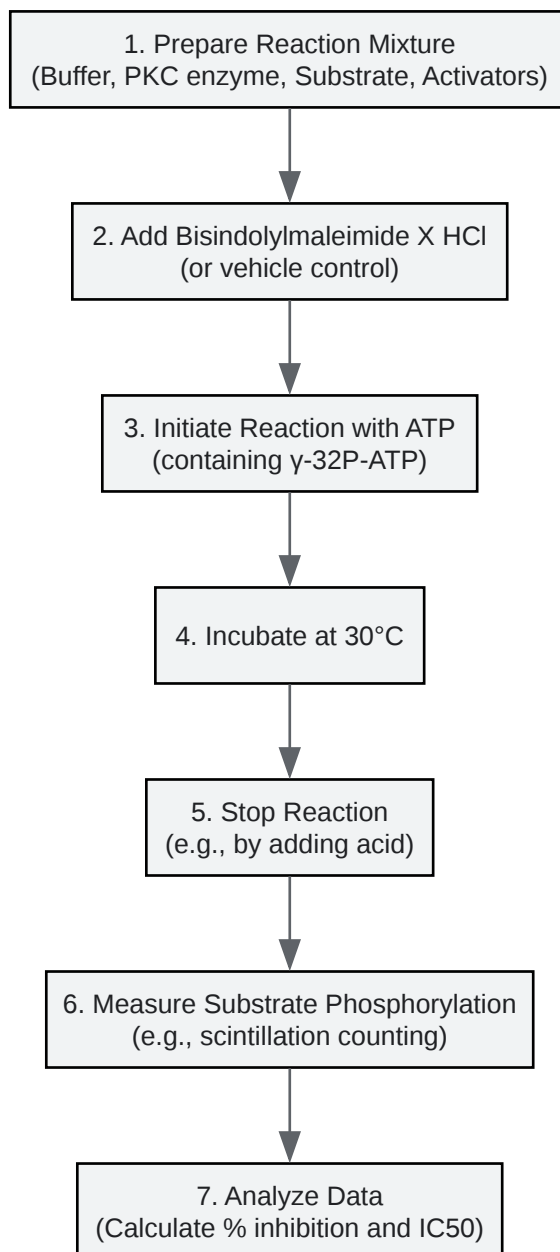 1. Prepare Reaction Mixture
(Buffer, PKC enzyme, Substrate, Activators)
2. Add Bisindolylmaleimide X HCl
(or vehicle control)
3. Initiate Reaction with ATP
(containing γ-32P-ATP)
4. Incubate at 30°C
5. Stop Reaction
(e.g., by adding acid)
6. Measure Substrate Phosphorylation
(e.g., scintillation counting)
7. Analyze Data
(Calculate % inhibition and IC50)